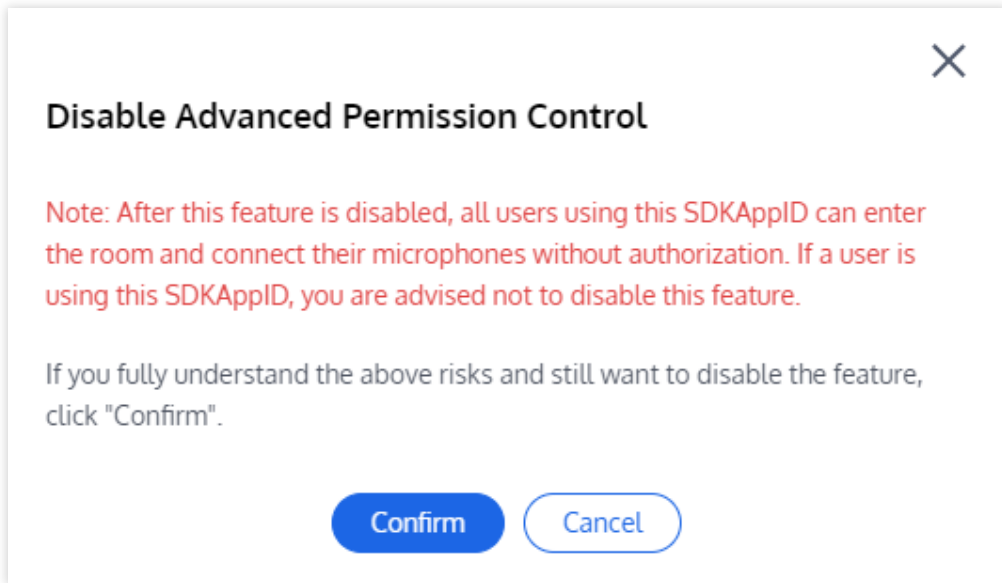 Disable Advanced Permission Control
Note: After this feature is disabled, all users using this SDKAppID can enter
the room and connect their microphones without authorization. If a user is
using this SDKAppID, you are advised not to disable this feature.
If you fully understand the above risks and still want to disable the feature,
click "Confirm".
Confirm
Cancel